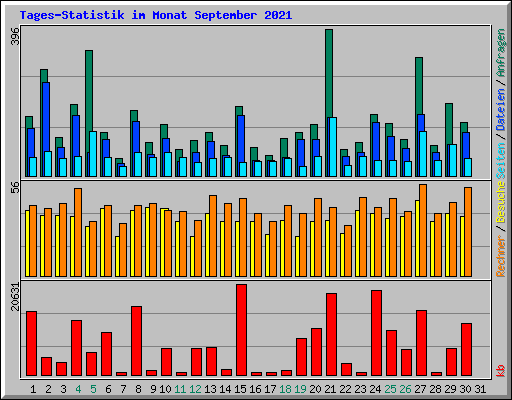 Tages-Statistik im Monat September 2021
396
56
20631
Rechner / Besuche Seiten / Dateien / Anfragen
kb
1 2 3 4 5 6 7 8 9 10 11 12 13 14 15 16 17 18 19 20 21 22 23 24 25 26 27 28 29 30 31